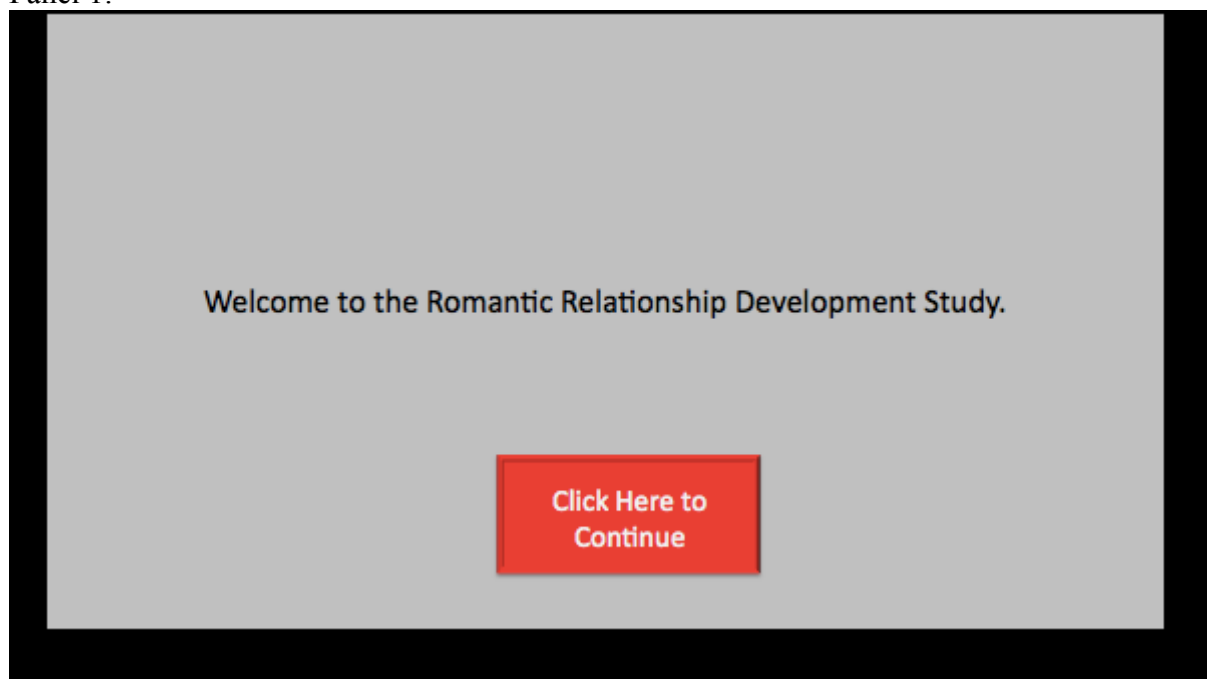 Welcome to the Romantic Relationship Development Study.
Click Here to
Continue